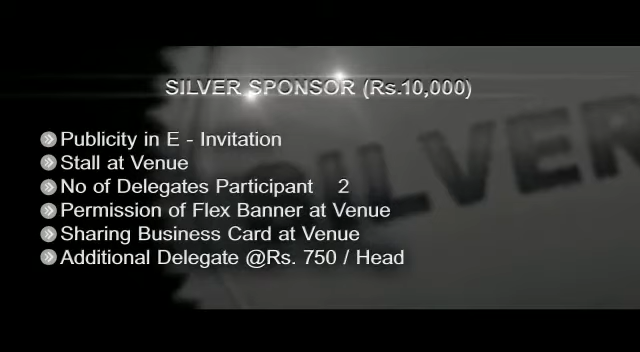 SILVER SPONSOR (Rs.10,000)
Publicity in E - Invitation
Stall at Venue
No of Delegates Participant 2
Permission of Flex Banner at Venue
Sharing Business Card at Venue
Additional Delegate @Rs. 750 / Head
SILVER